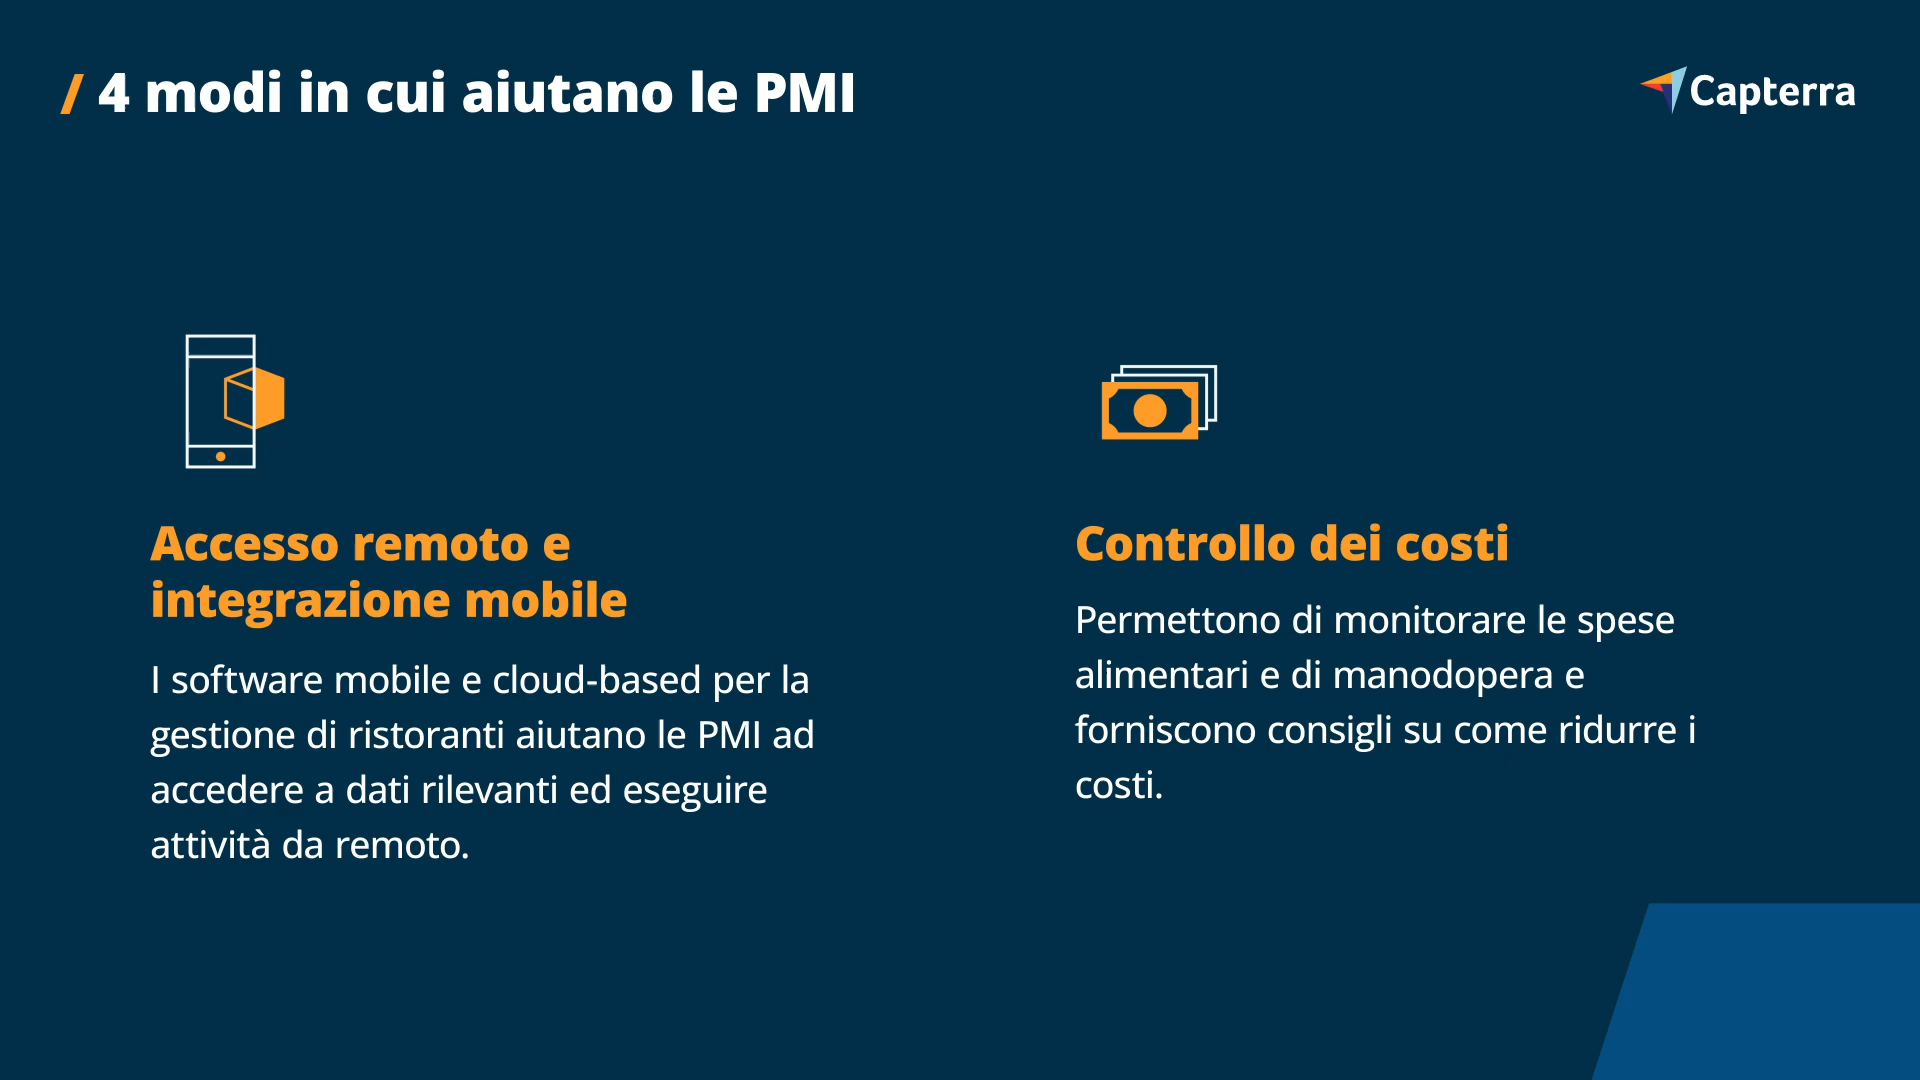 / 4 modi in cui aiutano le PMI
Capterra
Accesso remoto e
integrazione mobile
I software mobile e cloud-based per la
gestione di ristoranti aiutano le PMI ad
accedere a dati rilevanti ed eseguire
attività da remoto.
Controllo dei costi
Permettono di monitorare le spese
alimentari e di manodopera e
forniscono consigli su come ridurre i
costi.